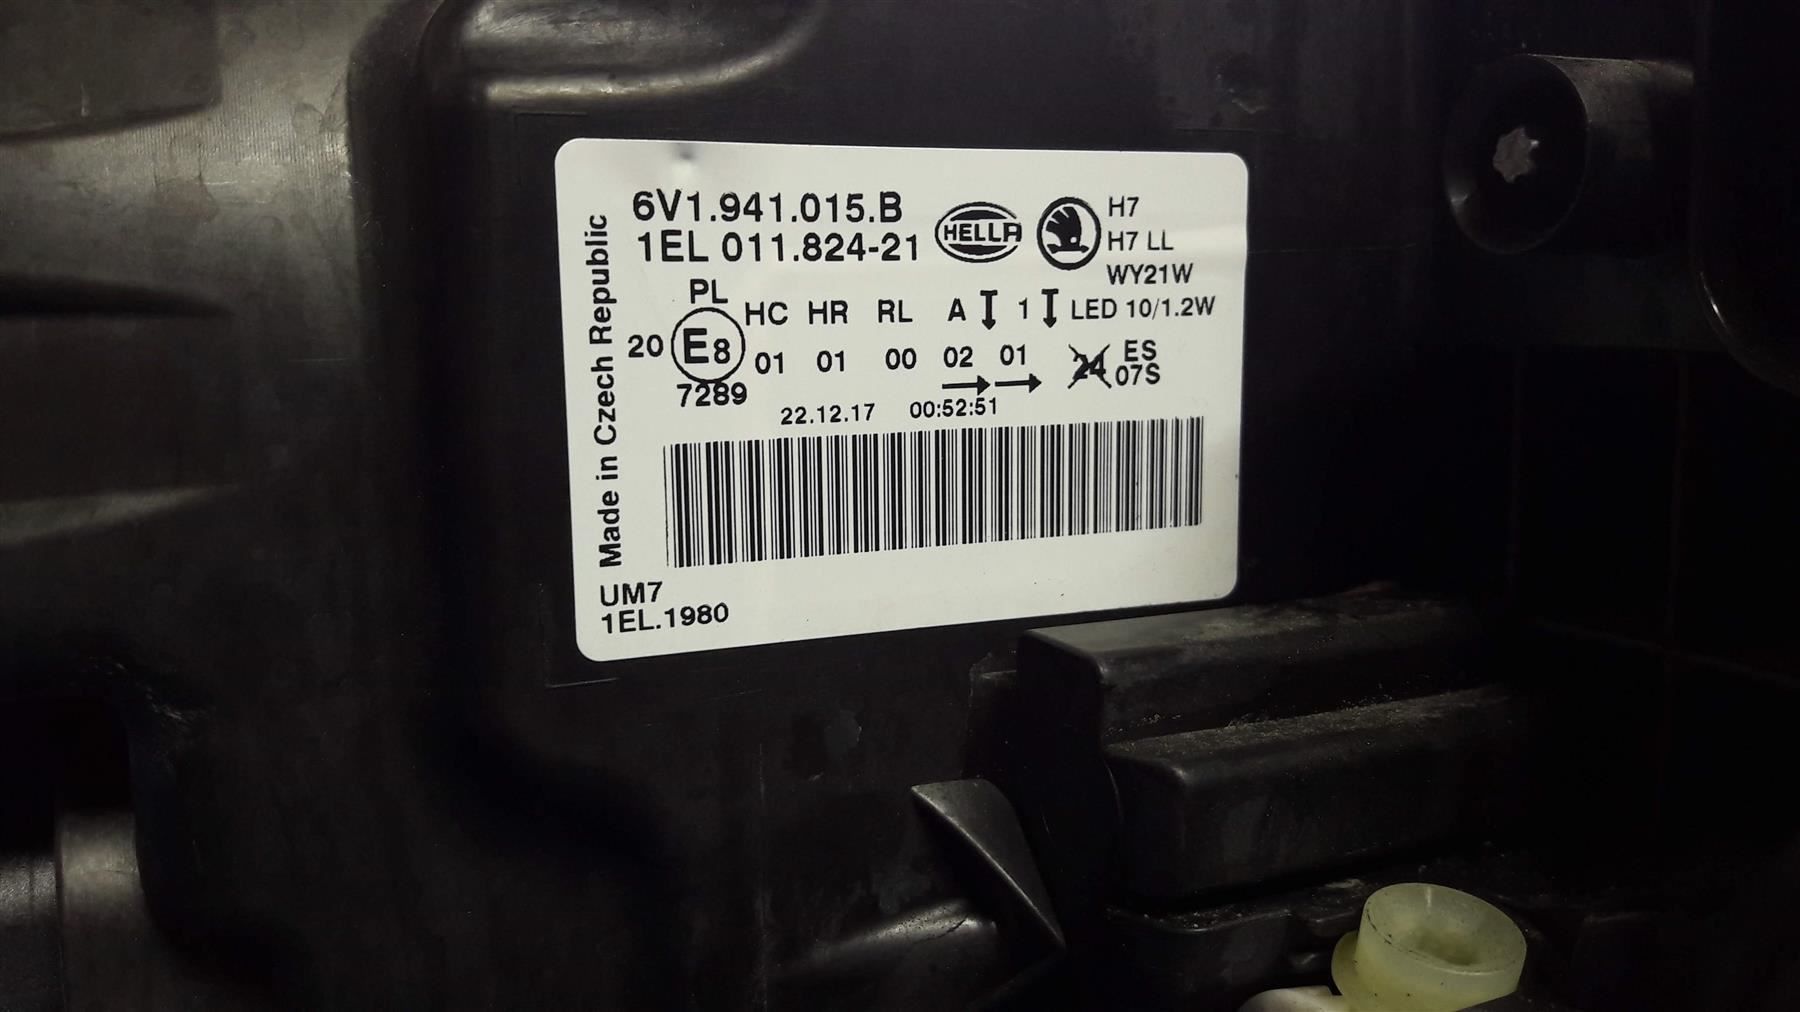 6V1.941.015.B
1EL 011.824-21
HELLA
H7
H7 LL
WY21W
LED 10/1.2W
PL
HC HR RL A 1
20 E8 01 01 00 02 01 24 ES
07S
7289
22.12.17 00:52:51
Made in Czech Republic
UM7
1EL.1980